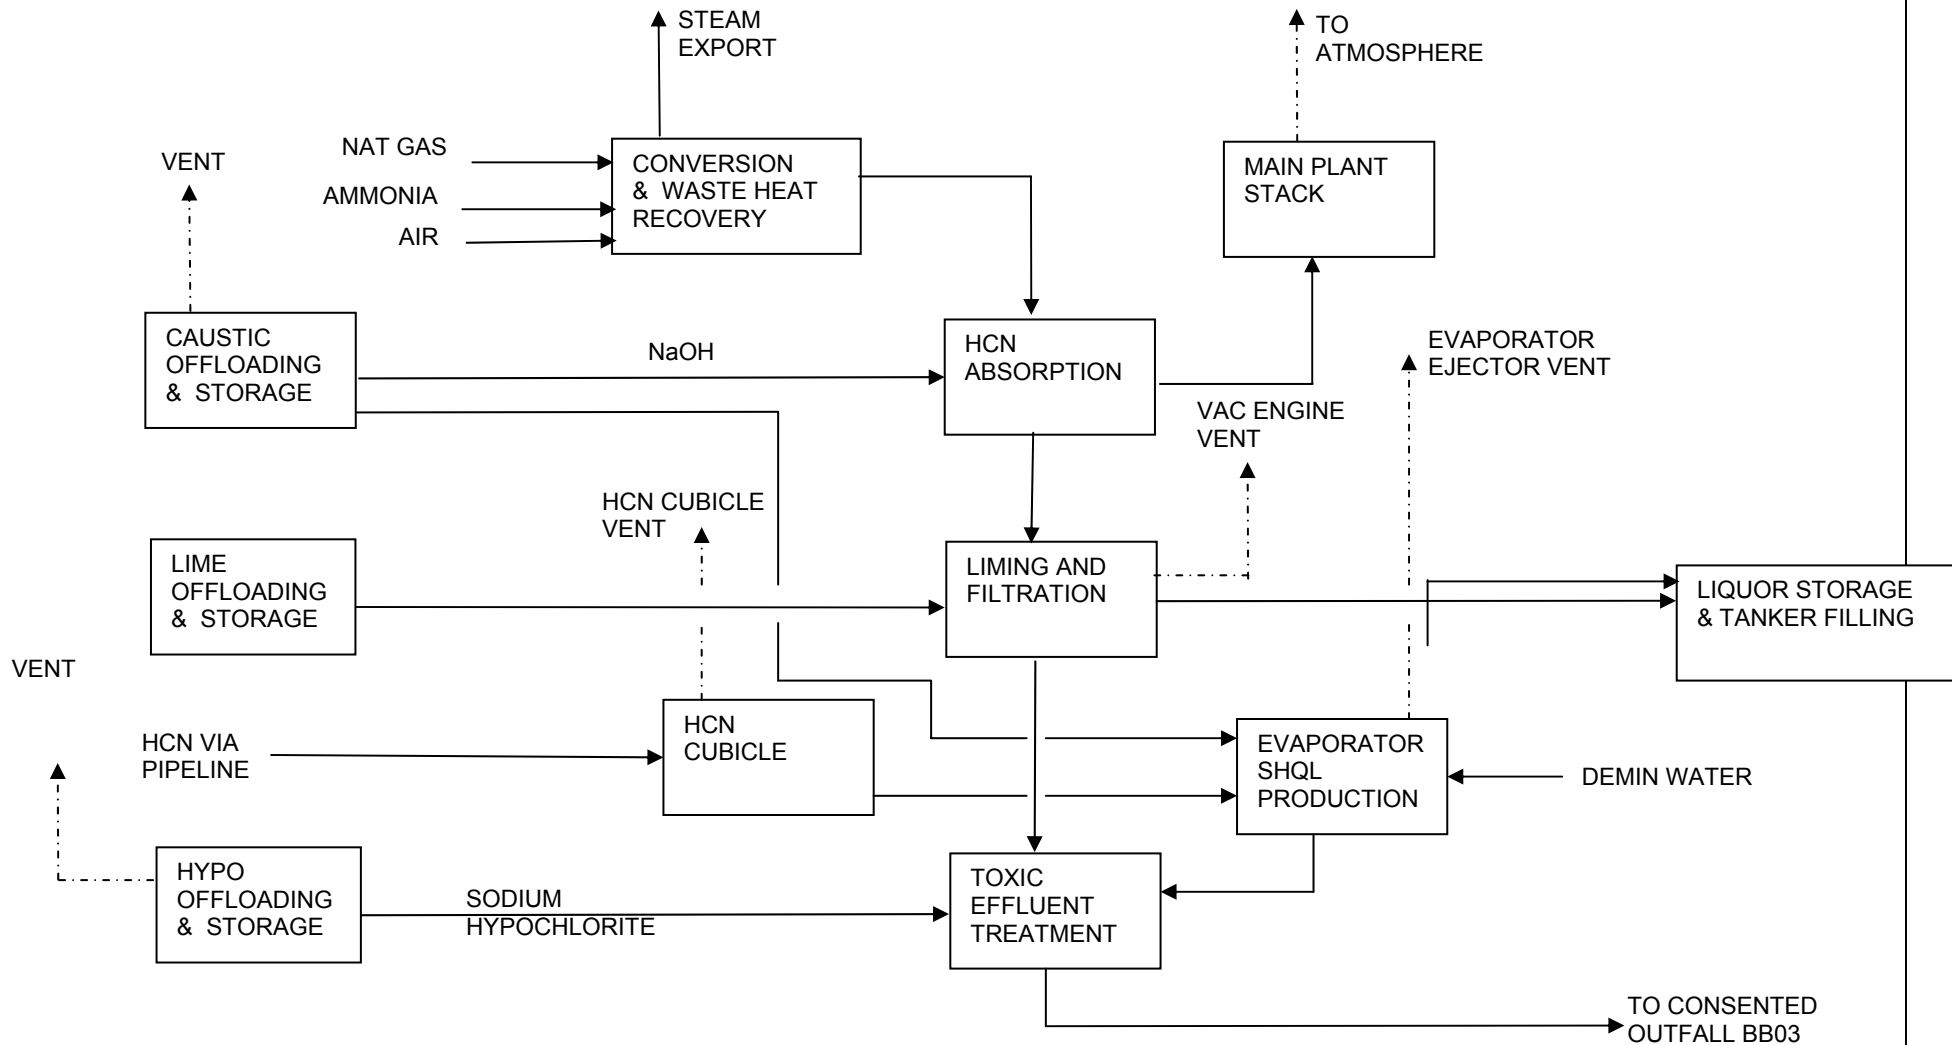 STEAM
EXPORT
TO
ATMOSPHERE
NAT GAS
AMMONIA
AIR
CONVERSION
& WASTE HEAT
RECOVERY
MAIN PLANT
STACK
VENT
CAUSTIC
OFFLOADING
& STORAGE
NaOH
HCN
ABSORPTION
EVAPORATOR
EJECTOR VENT
VAC ENGINE
VENT
HCN CUBICLE
VENT
LIME
OFFLOADING
& STORAGE
LIMING AND
FILTRATION
LIQUOR STORAGE
& TANKER FILLING
VENT
HCN VIA
PIPELINE
HCN
CUBICLE
EVAPORATOR
SHQL
PRODUCTION
DEMIN WATER
HYPO
OFFLOADING
& STORAGE
SODIUM
HYPOCHLORITE
TOXIC
EFFLUENT
TREATMENT
TO CONSENTED
OUTFALL BB03